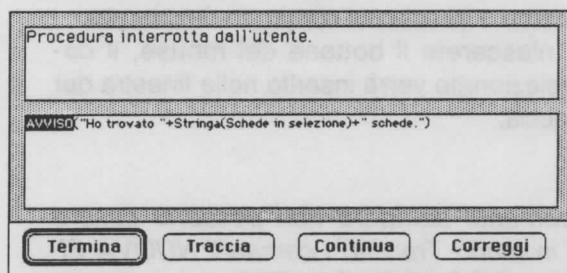 Procedura interrotta dall'utente.
AVVISO("Ho trovato "+Stringa(Schede in selezione)+" schede.")
Termina Traccia Continua Correggi